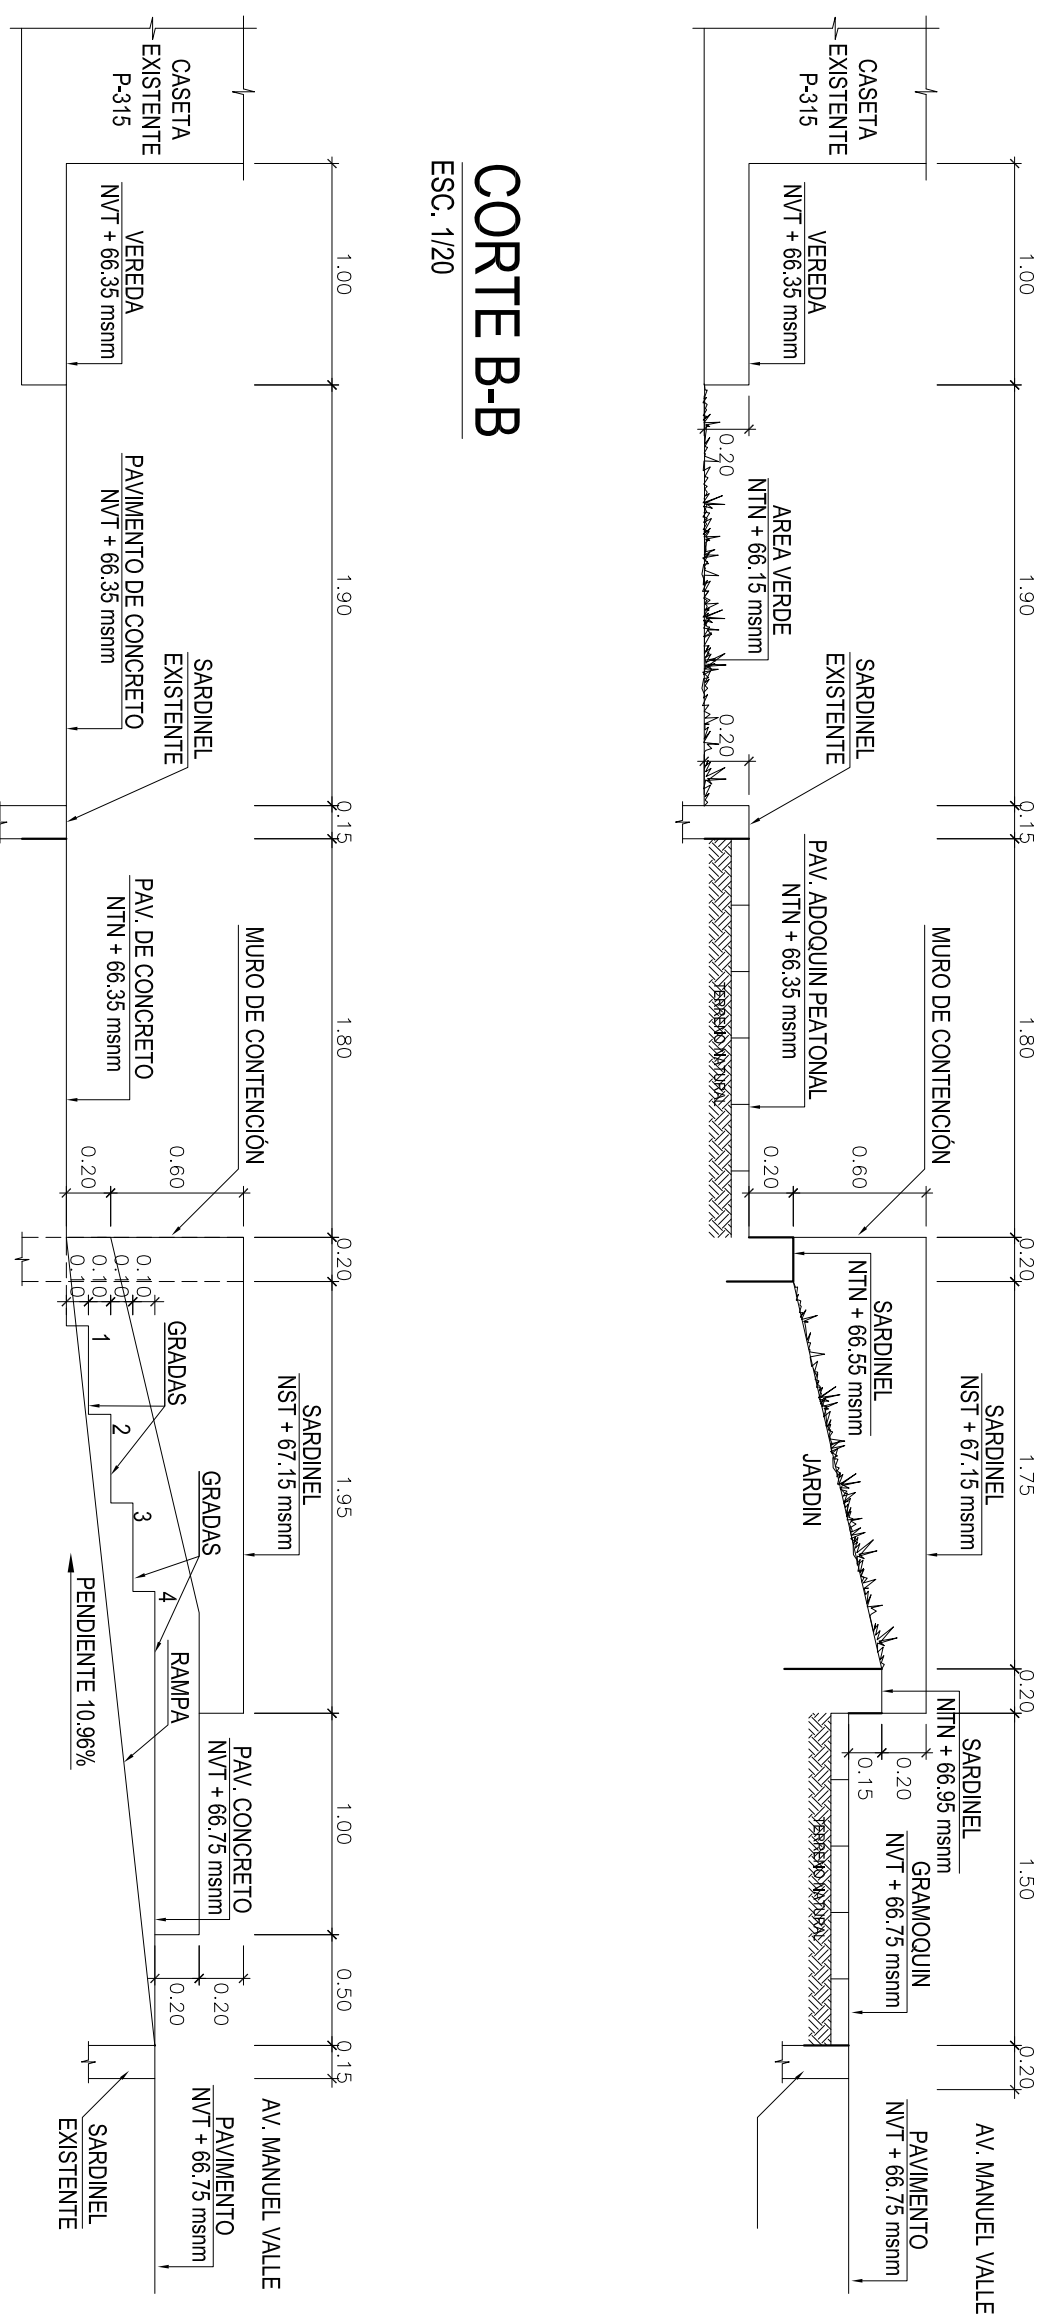 1.00
1.90
0.15
1.80
0.20
1.75
0.20
1.50
0.20
AV. MANUEL VALLE
CASETA
EXISTENTE
P-315
VEREDA
NVT + 66.35 msnm
0.20
AREA VERDE
NTN + 66.15 msnm
0.20
SARDINEL
EXISTENTE
PAV. ADOQUIN PEATONAL
NTN + 66.35 msnm
TERRENO NATURAL
MURO DE CONTENCIÓN
0.60
0.20
SARDINEL
NTN + 66.55 msnm
SARDINEL
NST + 67.15 msnm
JARDIN
SARDINEL
NTN + 66.95 msnm
0.20
0.15
GRAMOQUIN
NVT + 66.75 msnm
TERRENO NATURAL
PAVIMENTO
NVT + 66.75 msnm
CORTE B-B
ESC. 1/20
1.00
1.90
0.15
1.80
0.20
1.95
1.00
0.50
0.15
AV. MANUEL VALLE
CASETA
EXISTENTE
P-315
VEREDA
NVT + 66.35 msnm
PAVIMENTO DE CONCRETO
NVT + 66.35 msnm
SARDINEL
EXISTENTE
PAV. DE CONCRETO
NTN + 66.35 msnm
MURO DE CONTENCIÓN
0.60
0.20
0.10
0.10
0.10
0.10
GRADAS
1
2
3
4
SARDINEL
NST + 67.15 msnm
GRADAS
RAMPA
PENDIENTE 10.96%
PAV. CONCRETO
NVT + 66.75 msnm
0.20
0.20
PAVIMENTO
NVT + 66.75 msnm
SARDINEL
EXISTENTE